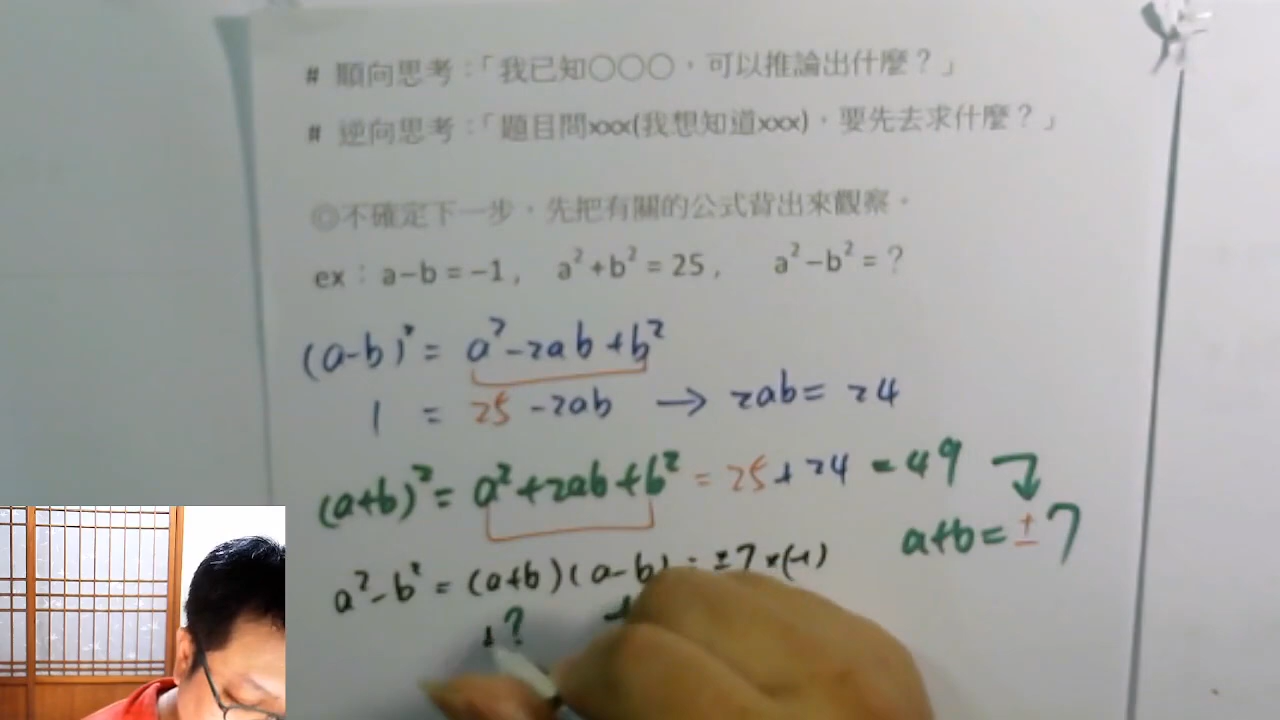 # 順向思考：「我已知○○○，可以推論出什麼？」
# 逆向思考：「題目問xxx(我想知道xxx)，要先去求什麼？」
◎不確定下一步，先把有關的公式背出來觀察。
ex：a−b＝−1， a²+b²＝25， a²−b²＝？
(a-b)² = a²-2ab+b²
1 = 25 -2ab → 2ab = 24
(a+b)² = a²+2ab+b² = 25+24 = 49
a+b = ±7
a²-b² = (a+b)(a-b) = ±7×(-1)
?